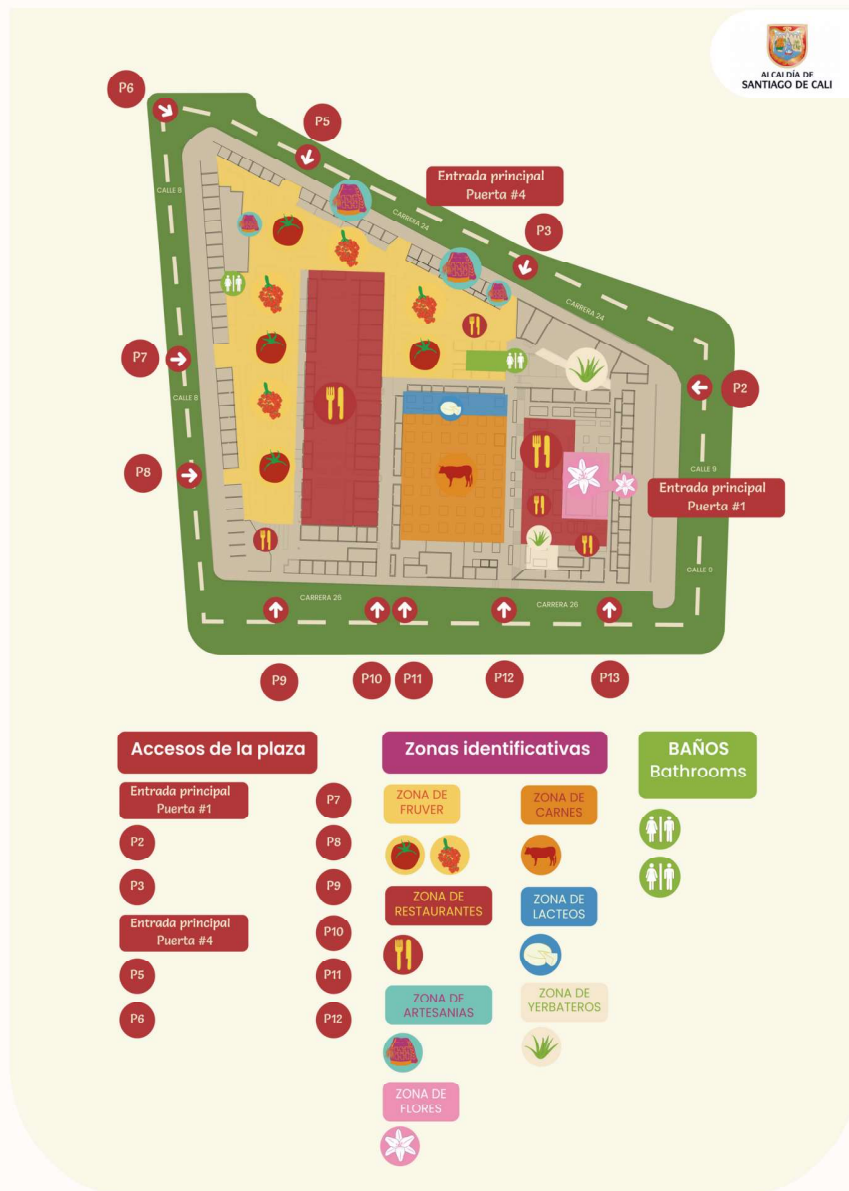 ALCALDÍA DE
SANTIAGO DE CALI
P6
P5
Entrada principal
Puerta #4
P3
CALLE 8
CARRERA 24
CARRERA 24
P7
CALLE 8
P2
P8
CALLE 9
Entrada principal
Puerta #1
CALLE 9
CARRERA 26
CARRERA 26
P9
P10
P11
P12
P13
Accesos de la plaza
Entrada principal
Puerta #1
P2
P3
Entrada principal
Puerta #4
P5
P6
P7
P8
P9
P10
P11
P12
Zonas identificativas
ZONA DE
FRUVER
ZONA DE
CARNES
ZONA DE
RESTAURANTES
ZONA DE
LACTEOS
ZONA DE
ARTESANIAS
ZONA DE
YERBATEROS
ZONA DE
FLORES
BAÑOS
Bathrooms